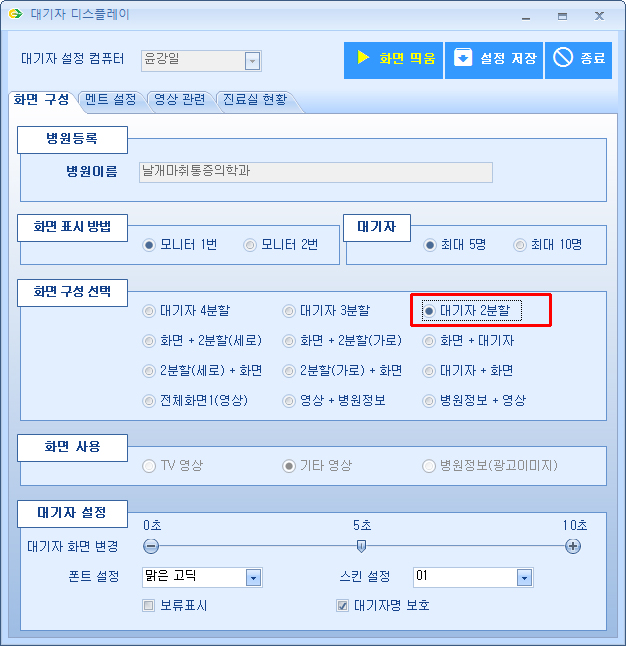 대기자 디스플레이
대기자 설정 컴퓨터 윤강일 화면 띄움 설정 저장 종료
화면 구성 멘트 설정 영상 관련 진료실 현황
병원등록
병원이름 날개마취통증의학과
화면 표시 방법 대기자
모니터 1번 모니터 2번 최대 5명 최대 10명
화면 구성 선택
대기자 4분할 대기자 3분할 대기자 2분할
화면 + 2분할(세로) 화면 + 2분할(가로) 화면 + 대기자
2분할(세로) + 화면 2분할(가로) + 화면 대기자 + 화면
전체화면1(영상) 영상 + 병원정보 병원정보 + 영상
화면 사용
TV 영상 기타 영상 병원정보(광고이미지)
대기자 설정
0초 5초 10초
대기자 화면 변경
폰트 설정 맑은 고딕 스킨 설정 01
보류표시 대기자명 보호